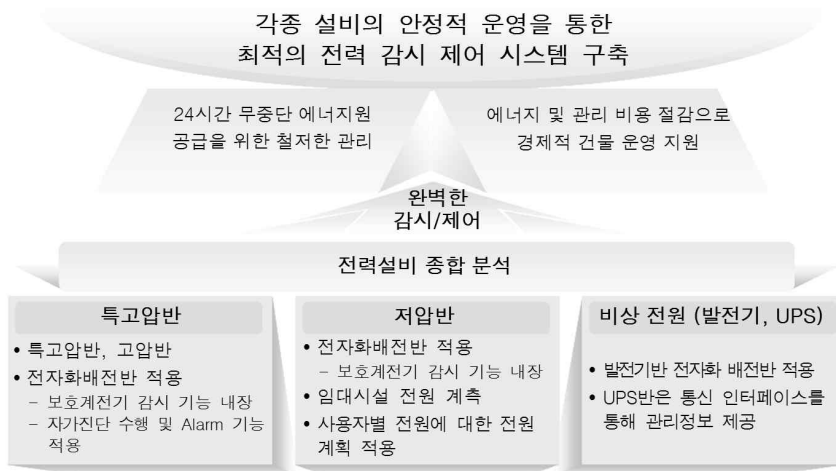 각종 설비의 안정적 운영을 통한
최적의 전력 감시 제어 시스템 구축
24시간 무중단 에너지원
공급을 위한 철저한 관리
에너지 및 관리 비용 절감으로
경제적 건물 운영 지원
완벽한
감시/제어
전력설비 종합 분석
특고압반
• 특고압반, 고압반
• 전자화배전반 적용
– 보호계전기 감시 기능 내장
– 자가진단 수행 및 Alarm 기능
적용
저압반
• 전자화배전반 적용
– 보호계전기 감시 기능 내장
• 임대시설 전원 계측
• 사용자별 전원에 대한 전원
계획 적용
비상 전원 (발전기, UPS)
• 발전기반 전자화 배전반 적용
• UPS반은 통신 인터페이스를
통해 관리정보 제공